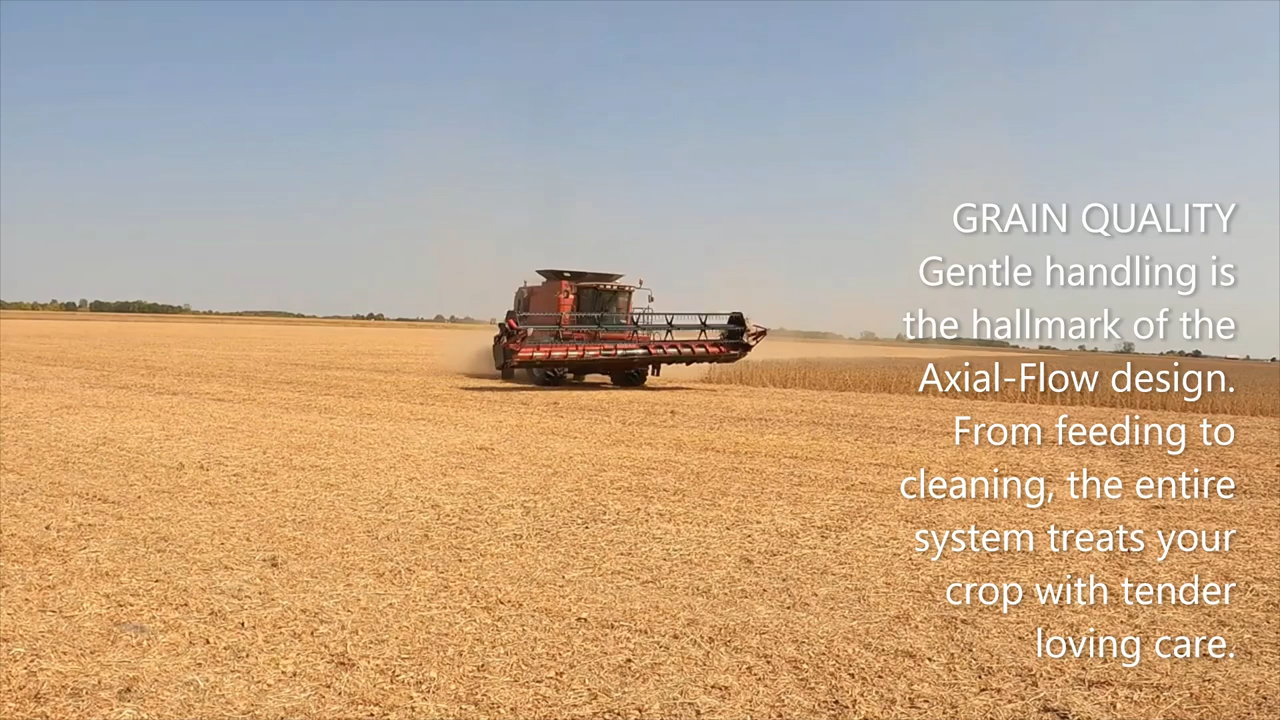 GRAIN QUALITY
Gentle handling is
the hallmark of the
Axial-Flow design.
From feeding to
cleaning, the entire
system treats your
crop with tender
loving care.